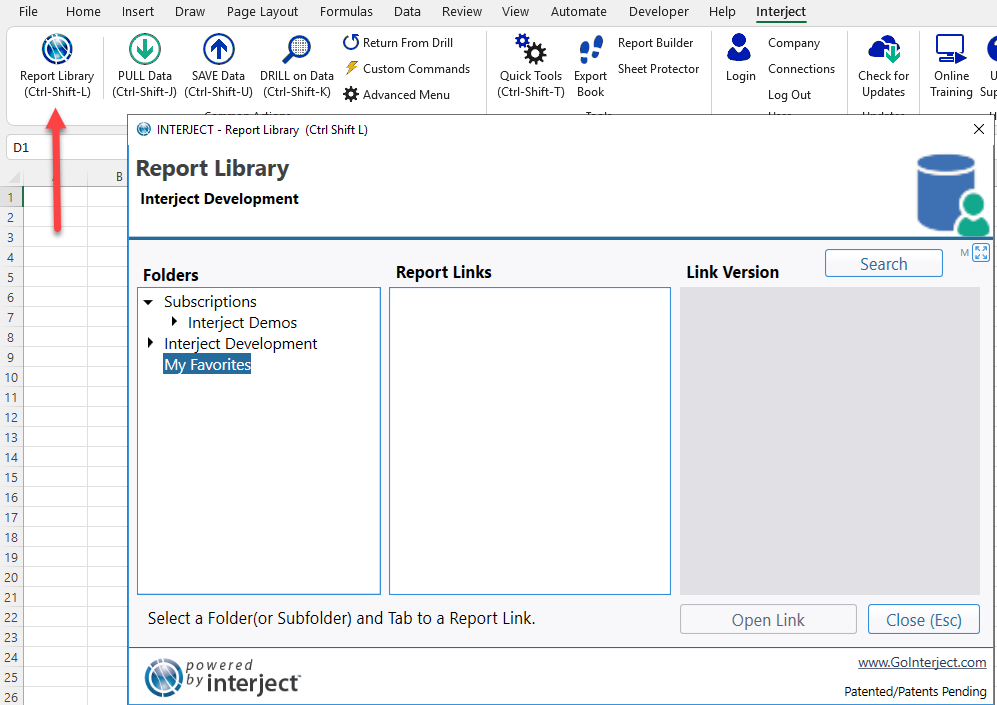 File Home Insert Draw Page Layout Formulas Data Review View Automate Developer Help Interject
Report Library
(Ctrl-Shift-L)
PULL Data
(Ctrl-Shift-J)
SAVE Data
(Ctrl-Shift-U)
DRILL on Data
(Ctrl-Shift-K)
Return From Drill
Custom Commands
Advanced Menu
Quick Tools
(Ctrl-Shift-T)
Export
Book
Report Builder
Sheet Protector
Login
Company
Connections
Log Out
Check for
Updates
Online
Training
D1
B
INTERJECT - Report Library (Ctrl Shift L)
Report Library
Interject Development
Folders
Report Links
Link Version
Search
M
Subscriptions
Interject Demos
Interject Development
My Favorites
Select a Folder(or Subfolder) and Tab to a Report Link.
Open Link
Close (Esc)
powered
by interject
www.GoInterject.com
Patented/Patents Pending
1
2
3
4
5
6
7
8
9
10
11
12
13
14
15
16
17
18
19
20
21
22
23
24
25
26